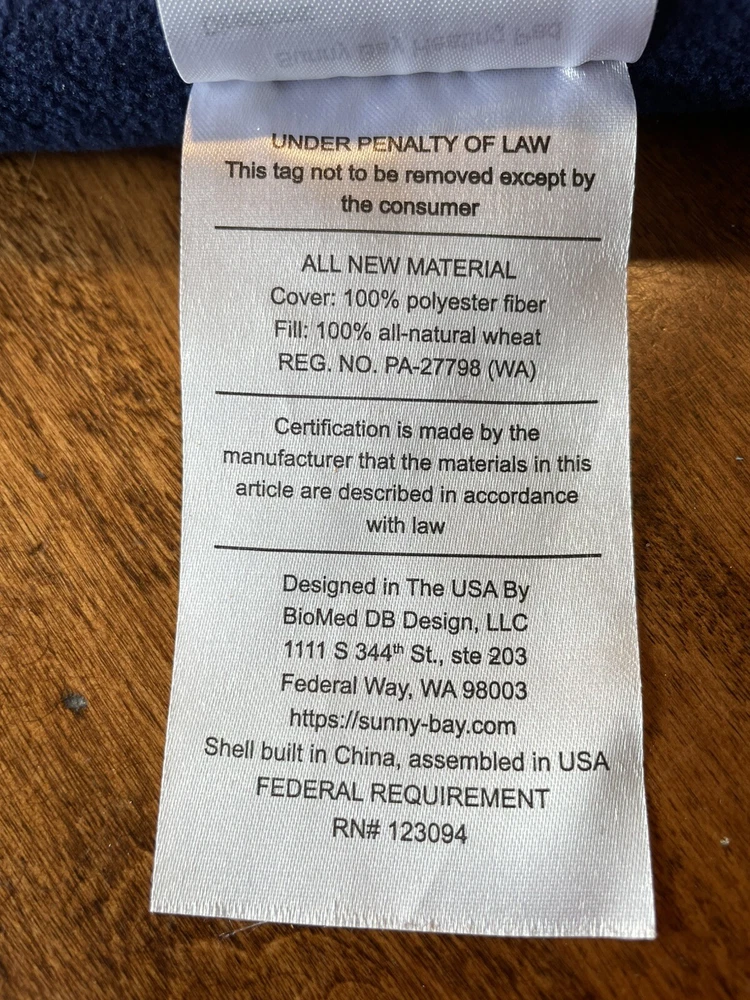 Sunny Bay Heating Pad
UNDER PENALTY OF LAW
This tag not to be removed except by
the consumer
ALL NEW MATERIAL
Cover: 100% polyester fiber
Fill: 100% all-natural wheat
REG. NO. PA-27798 (WA)
Certification is made by the
manufacturer that the materials in this
article are described in accordance
with law
Designed in The USA By
BioMed DB Design, LLC
1111 S 344th St., ste 203
Federal Way, WA 98003
https://sunny-bay.com
Shell built in China, assembled in USA
FEDERAL REQUIREMENT
RN# 123094